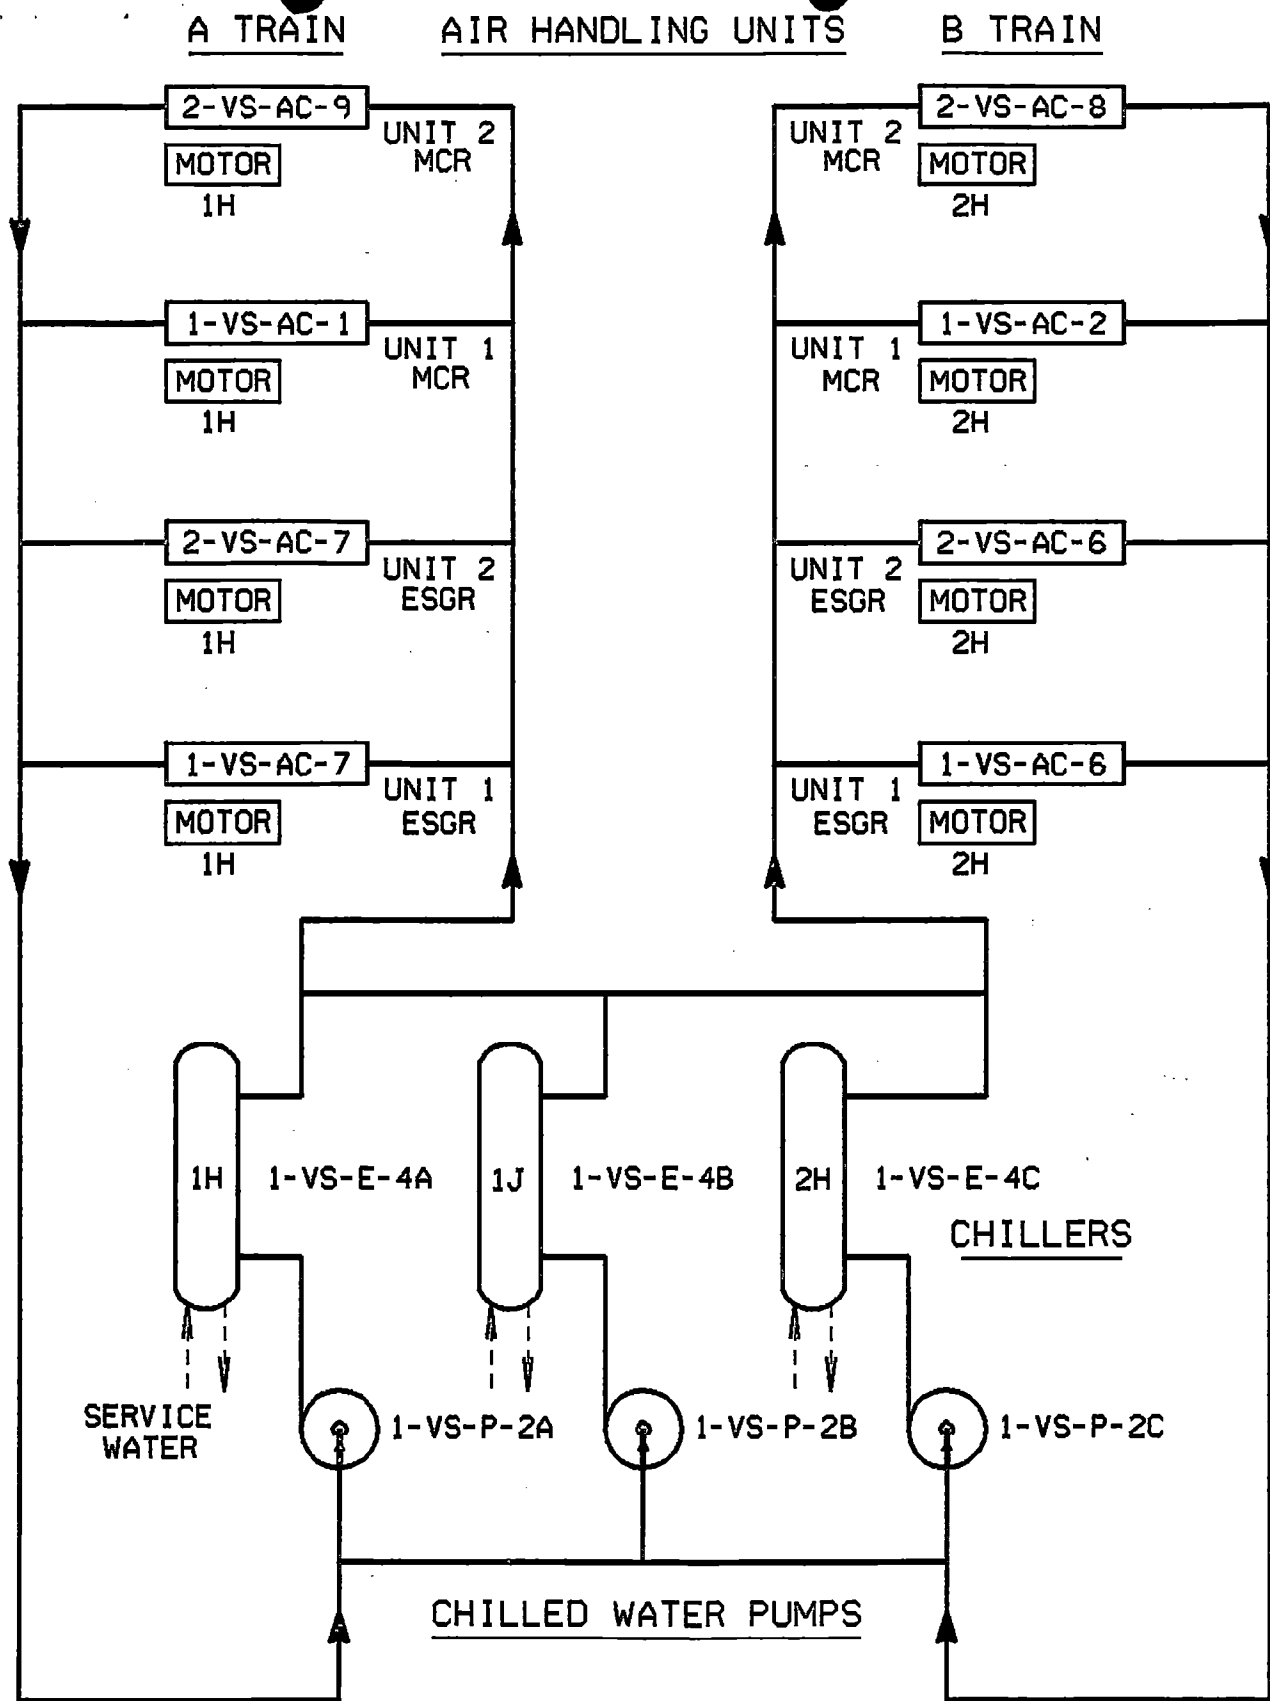 A TRAIN AIR HANDLING UNITS B TRAIN
2-VS-AC-9
UNIT 2
MCR
MOTOR
1H
UNIT 2
MCR
2-VS-AC-8
MOTOR
2H
1-VS-AC-1
UNIT 1
MCR
MOTOR
1H
UNIT 1
MCR
1-VS-AC-2
MOTOR
2H
2-VS-AC-7
UNIT 2
ESGR
MOTOR
1H
UNIT 2
ESGR
2-VS-AC-6
MOTOR
2H
1-VS-AC-7
UNIT 1
ESGR
MOTOR
1H
UNIT 1
ESGR
1-VS-AC-6
MOTOR
2H
1H 1-VS-E-4A 1J 1-VS-E-4B 2H 1-VS-E-4C
CHILLERS
SERVICE
WATER
1-VS-P-2A 1-VS-P-2B 1-VS-P-2C
CHILLED WATER PUMPS